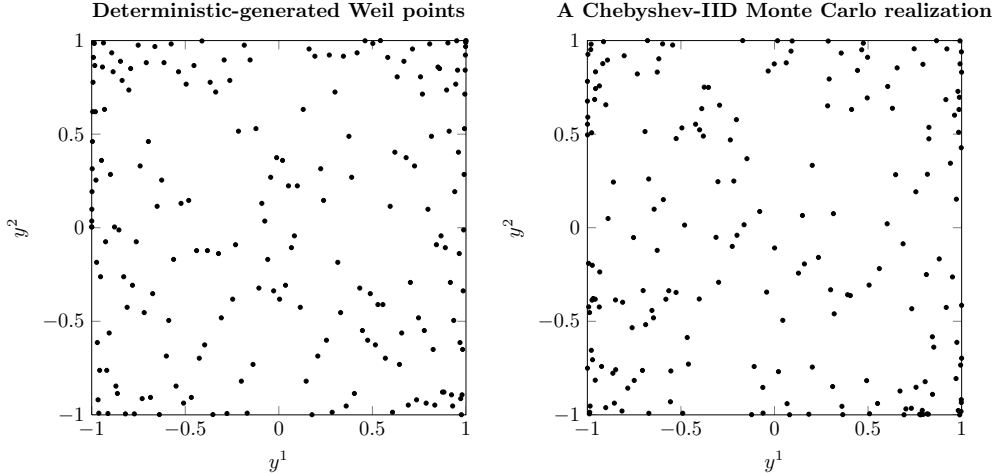 Deterministic-generated Weil points
A Chebyshev-IID Monte Carlo realization
1
0.5
0
−0.5
−1
y²
−1 −0.5 0 0.5 1
y¹
1
0.5
0
−0.5
−1
y²
−1 −0.5 0 0.5 1
y¹